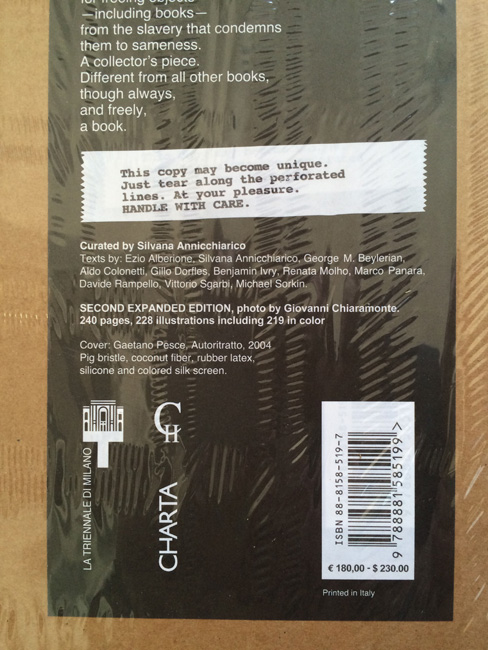 for freeing objects
—including books—
from the slavery that condemns
them to sameness.
A collector's piece.
Different from all other books,
though always,
and freely,
a book.
This copy may become unique.
Just tear along the perforated
lines. At your pleasure.
HANDLE WITH CARE.
Curated by Silvana Annicchiarico
Texts by: Ezio Alberione, Silvana Annicchiarico, George M. Beylerian,
Aldo Colonetti, Gillo Dorfles, Benjamin Ivry, Renata Molho, Marco Panara,
Davide Rampello, Vittorio Sgarbi, Michael Sorkin.
SECOND EXPANDED EDITION, photo by Giovanni Chiaramonte.
240 pages, 228 illustrations including 219 in color
Cover: Gaetano Pesce, Autoritratto, 2004
Pig bristle, coconut fiber, rubber latex,
silicone and colored silk screen.
LA TRIENNALE DI MILANO
CH
CHARTA
ISBN 88-8158-519-7
9 788881 585199 >
€ 180,00 - $ 230.00
Printed in Italy